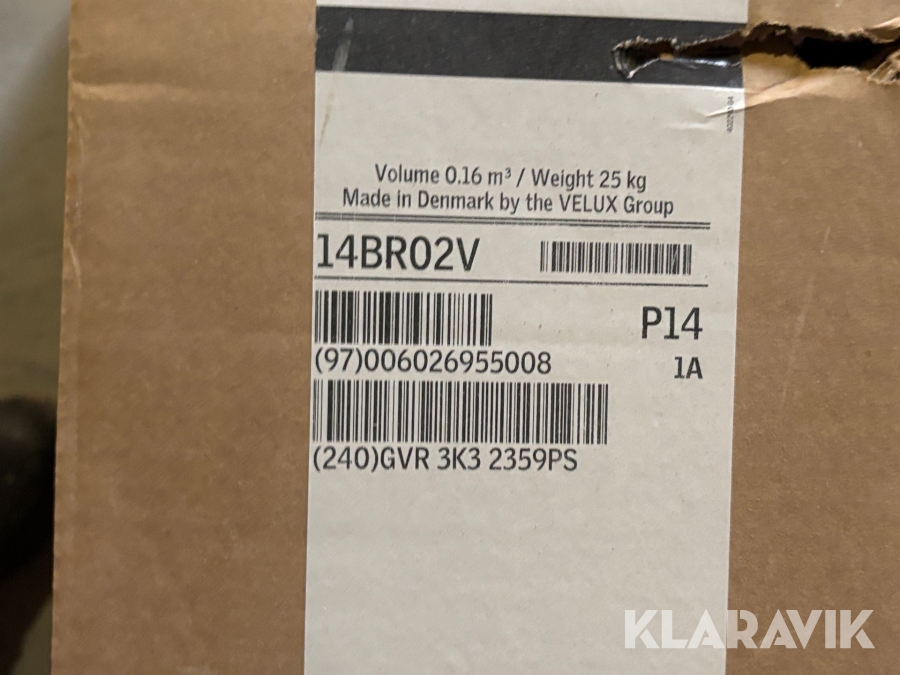 Volume 0.16 m³ / Weight 25 kg
Made in Denmark by the VELUX Group
14BR02V
P14
(97)006026955008
1A
(240)GVR 3K3 2359PS
KLARAVIK